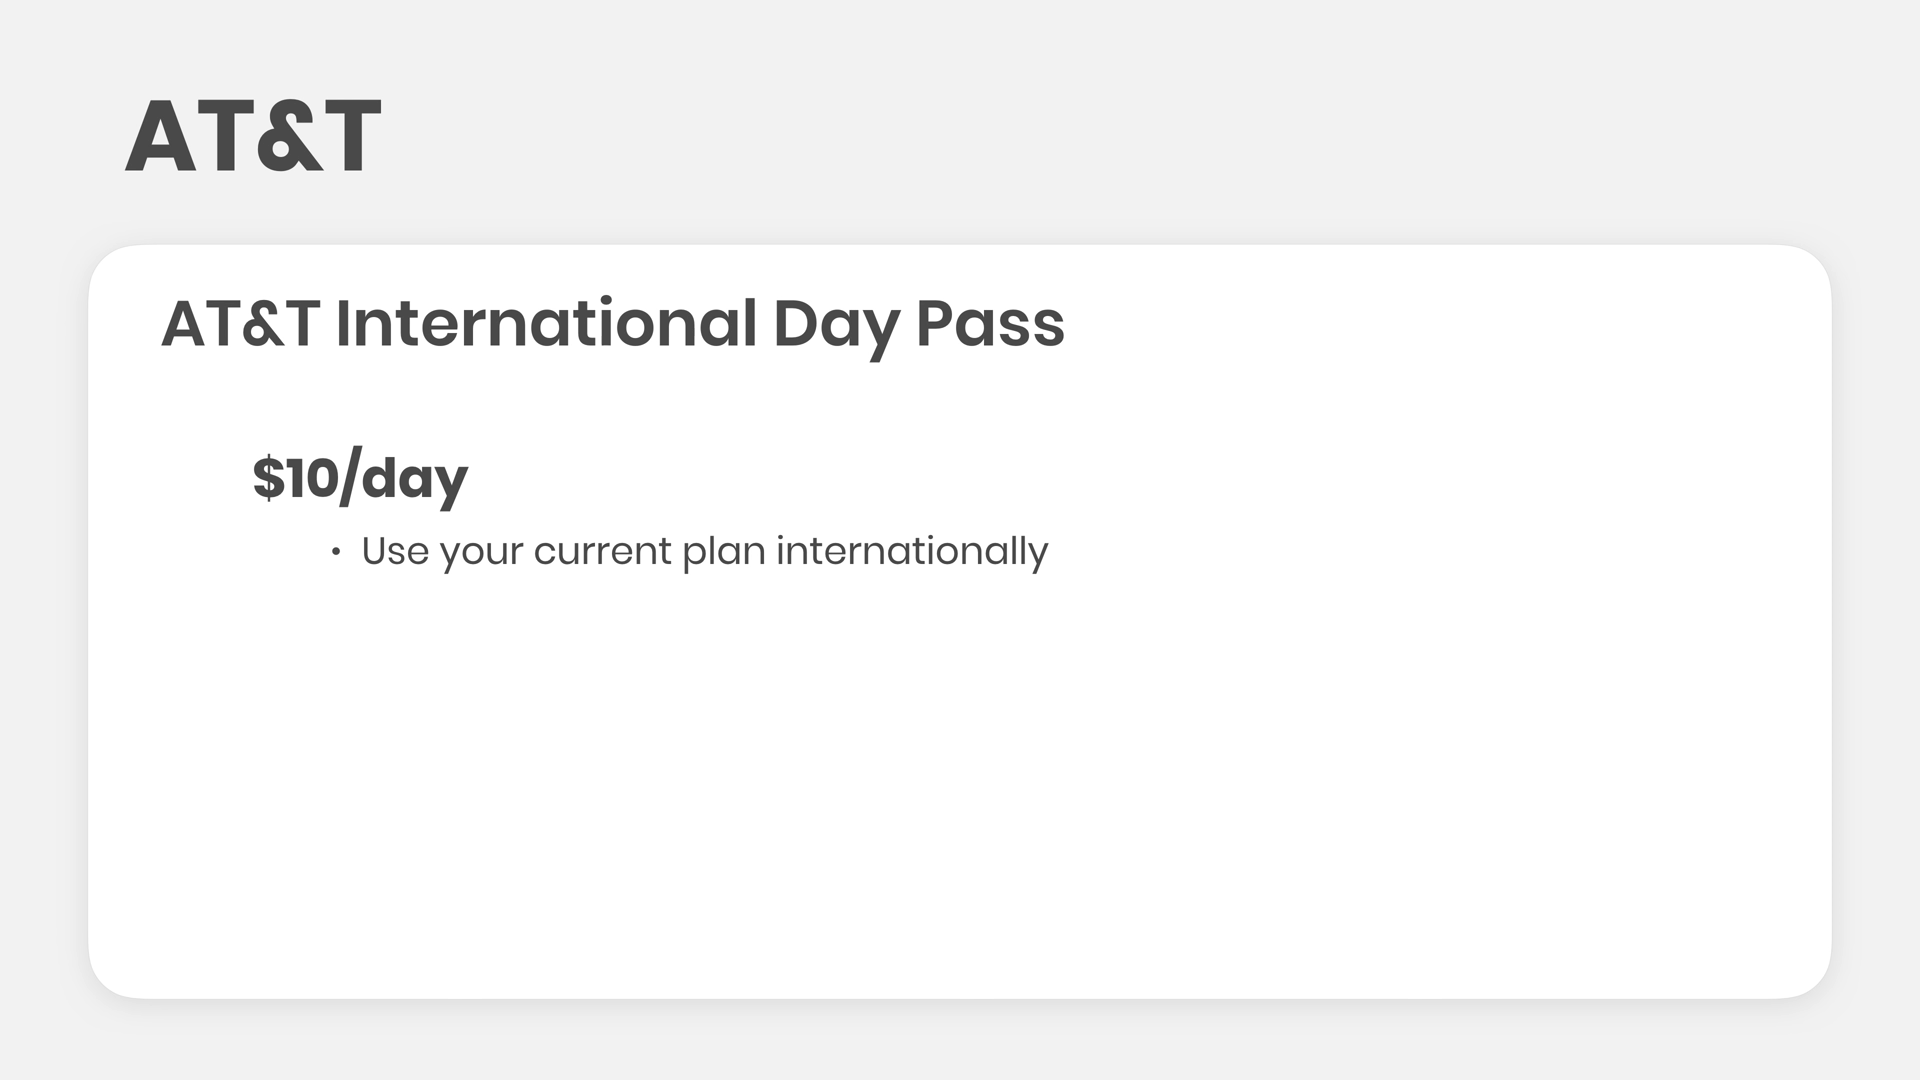 AT&T
AT&T International Day Pass
$10/day
• Use your current plan internationally